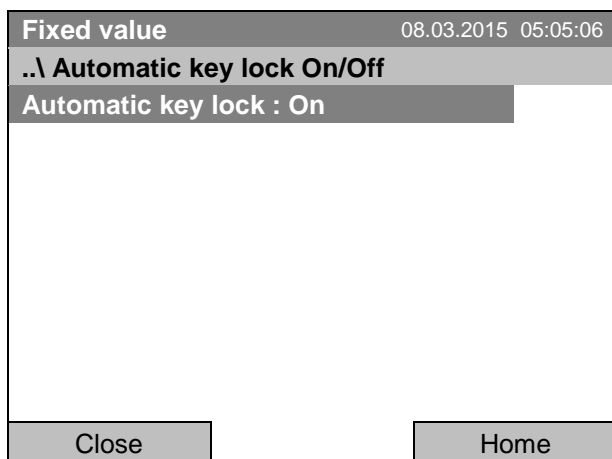 Fixed value 08.03.2015 05:05:06
..\ Automatic key lock On/Off
Automatic key lock : On
Close Home